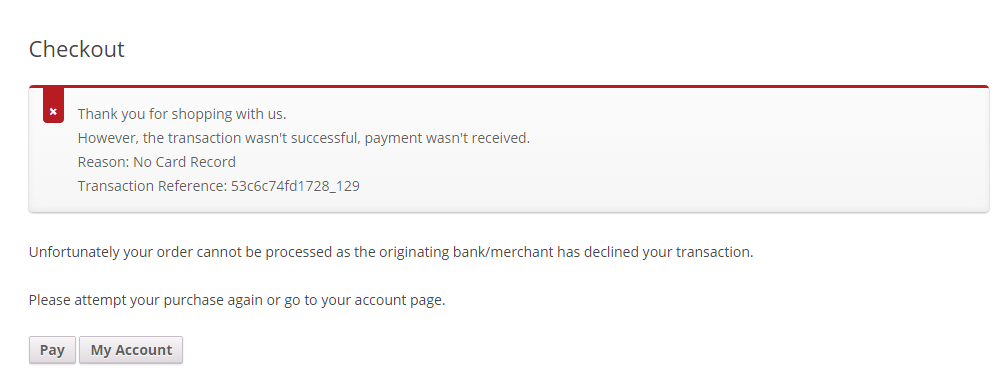 Checkout
Thank you for shopping with us.
However, the transaction wasn't successful, payment wasn't received.
Reason: No Card Record
Transaction Reference: 53c6c74fd1728_129
Unfortunately your order cannot be processed as the originating bank/merchant has declined your transaction.
Please attempt your purchase again or go to your account page.
Pay My Account